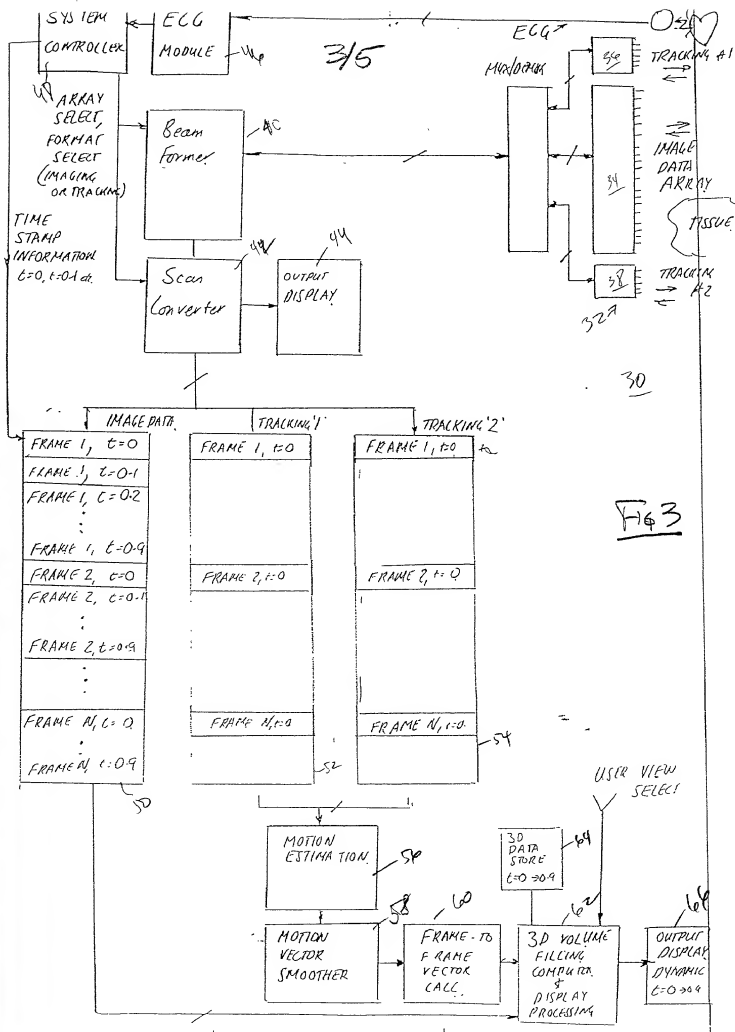 SYSTEM
CONTROLLER
48
ECG
MODULE
46
3/5
ECG
MUX/DEMUX
36
TRACKING #1
ARRAY
SELECT,
FORMAT
SELECT
(IMAGING
OR TRACKING)
Beam
Former
40
34
IMAGE
DATA
ARRAY
TISSUE
TIME
STAMP
INFORMATION
t=0, t=0.1 etc.
Scan
Converter
42
44
OUTPUT
DISPLAY
38
TRACKING
#2
32
30
IMAGE DATA
TRACKING '1'
TRACKING '2'
FRAME 1, t=0
FRAME 1, t=0.1
FRAME 1, t=0.2
FRAME 1, t=0.9
FRAME 2, t=0
FRAME 2, t=0.1
FRAME 2, t=0.9
FRAME N, t=0
FRAME N, t=0.9
50
FRAME 1, t=0
FRAME 2, t=0
FRAME N, t=0
52
FRAME 1, t=0
FRAME 2, t=0
FRAME N, t=0
54
FIG 3
USER VIEW
SELECT
MOTION
ESTIMATION
56
3D
DATA
STORE
t=0→0.9
64
MOTION
VECTOR
SMOOTHER
58
FRAME-TO
FRAME
VECTOR
CALL
60
3D VOLUME
FILLING
COMPUTER
&
DISPLAY
PROCESSING
62
OUTPUT
DISPLAY
DYNAMIC
t=0→0.9
66